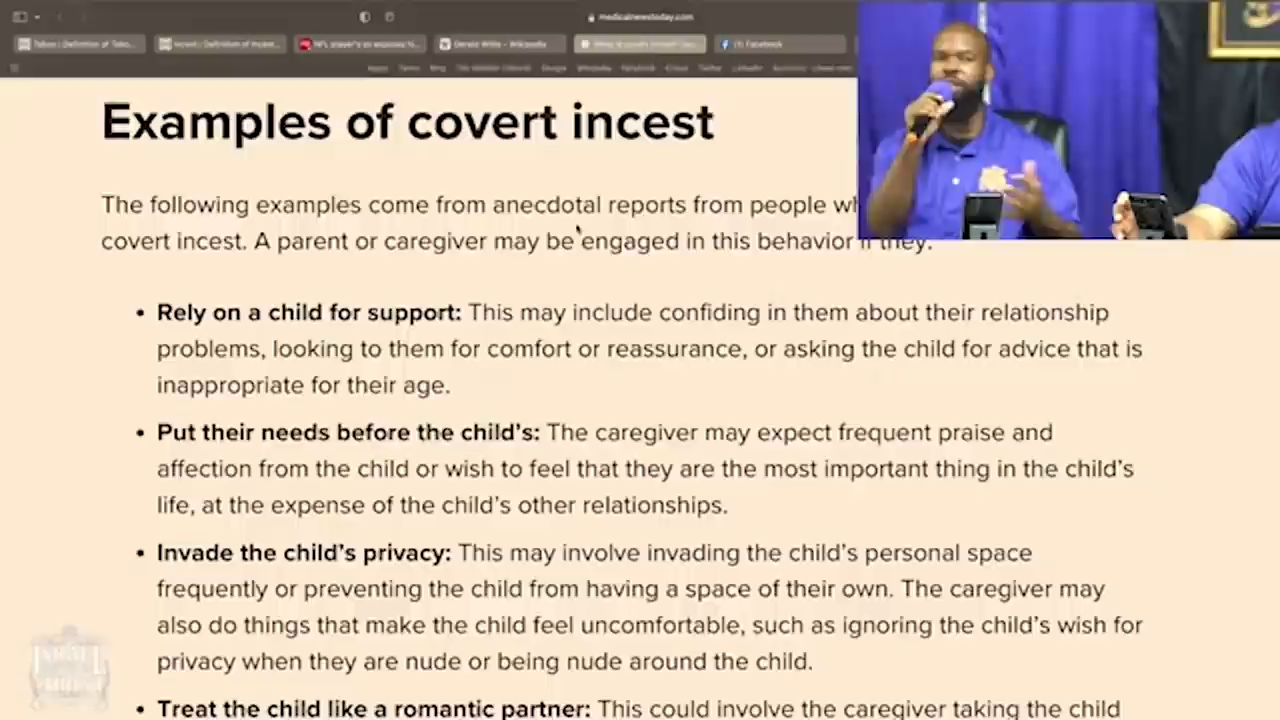 medicalnewstoday.com
Derwin Willis – Wikipedia
(1) Facebook
Examples of covert incest
The following examples come from anecdotal reports from people wh
covert incest. A parent or caregiver may be engaged in this behavior if they:
• Rely on a child for support: This may include confiding in them about their relationship
problems, looking to them for comfort or reassurance, or asking the child for advice that is
inappropriate for their age.
• Put their needs before the child's: The caregiver may expect frequent praise and
affection from the child or wish to feel that they are the most important thing in the child's
life, at the expense of the child's other relationships.
• Invade the child's privacy: This may involve invading the child's personal space
frequently or preventing the child from having a space of their own. The caregiver may
also do things that make the child feel uncomfortable, such as ignoring the child's wish for
privacy when they are nude or being nude around the child.
• Treat the child like a romantic partner: This could involve the caregiver taking the child